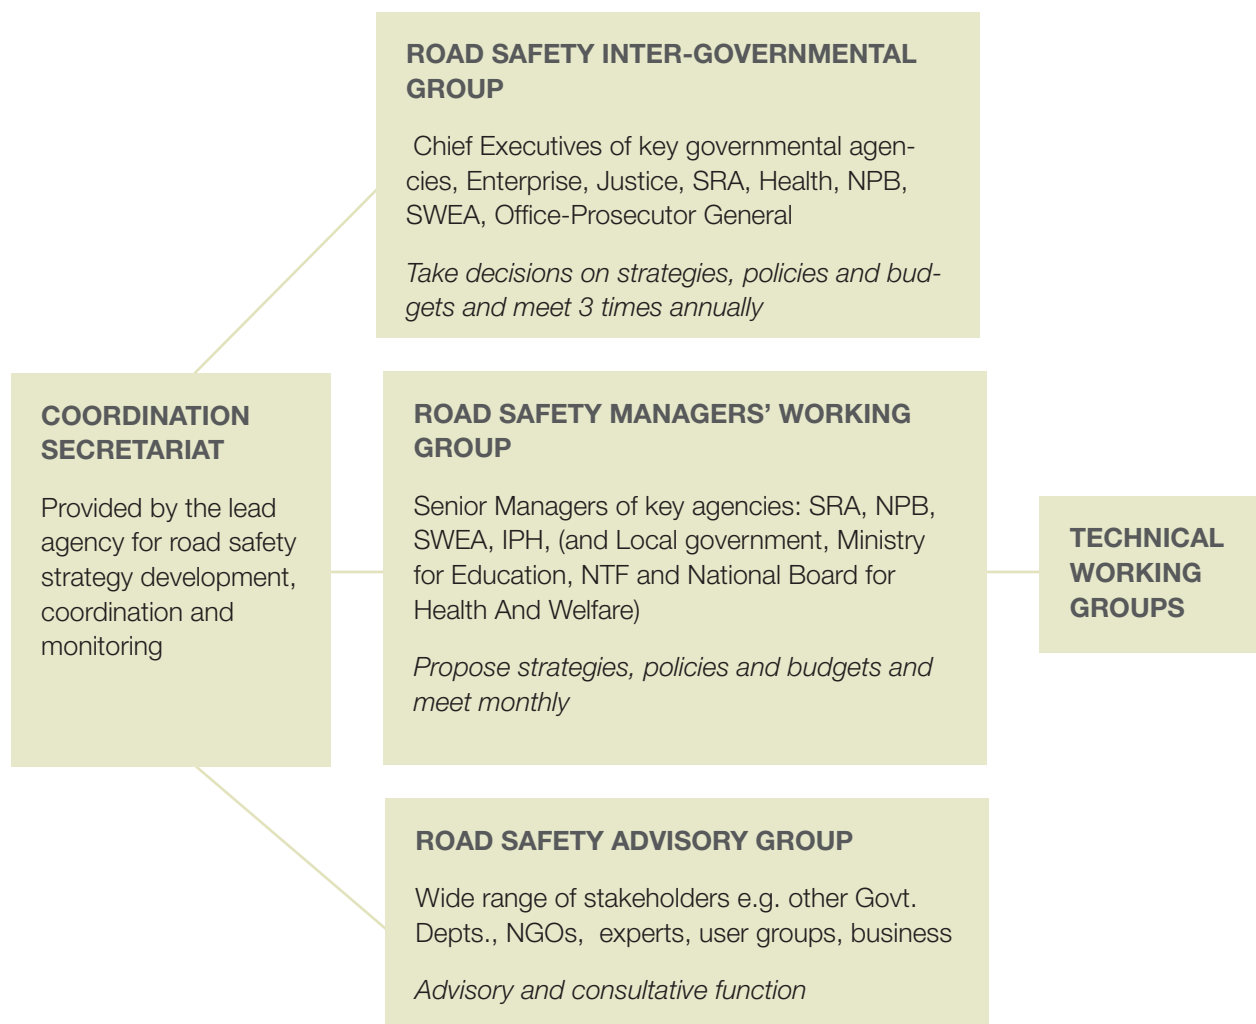 ROAD SAFETY INTER-GOVERNMENTAL
GROUP
Chief Executives of key governmental agen-
cies, Enterprise, Justice, SRA, Health, NPB,
SWEA, Office-Prosecutor General
Take decisions on strategies, policies and bud-
gets and meet 3 times annually
COORDINATION
SECRETARIAT
Provided by the lead
agency for road safety
strategy development,
coordination and
monitoring
ROAD SAFETY MANAGERS’ WORKING
GROUP
Senior Managers of key agencies: SRA, NPB,
SWEA, IPH, (and Local government, Ministry
for Education, NTF and National Board for
Health And Welfare)
Propose strategies, policies and budgets and
meet monthly
TECHNICAL
WORKING
GROUPS
ROAD SAFETY ADVISORY GROUP
Wide range of stakeholders e.g. other Govt.
Depts., NGOs,  experts, user groups, business
Advisory and consultative function